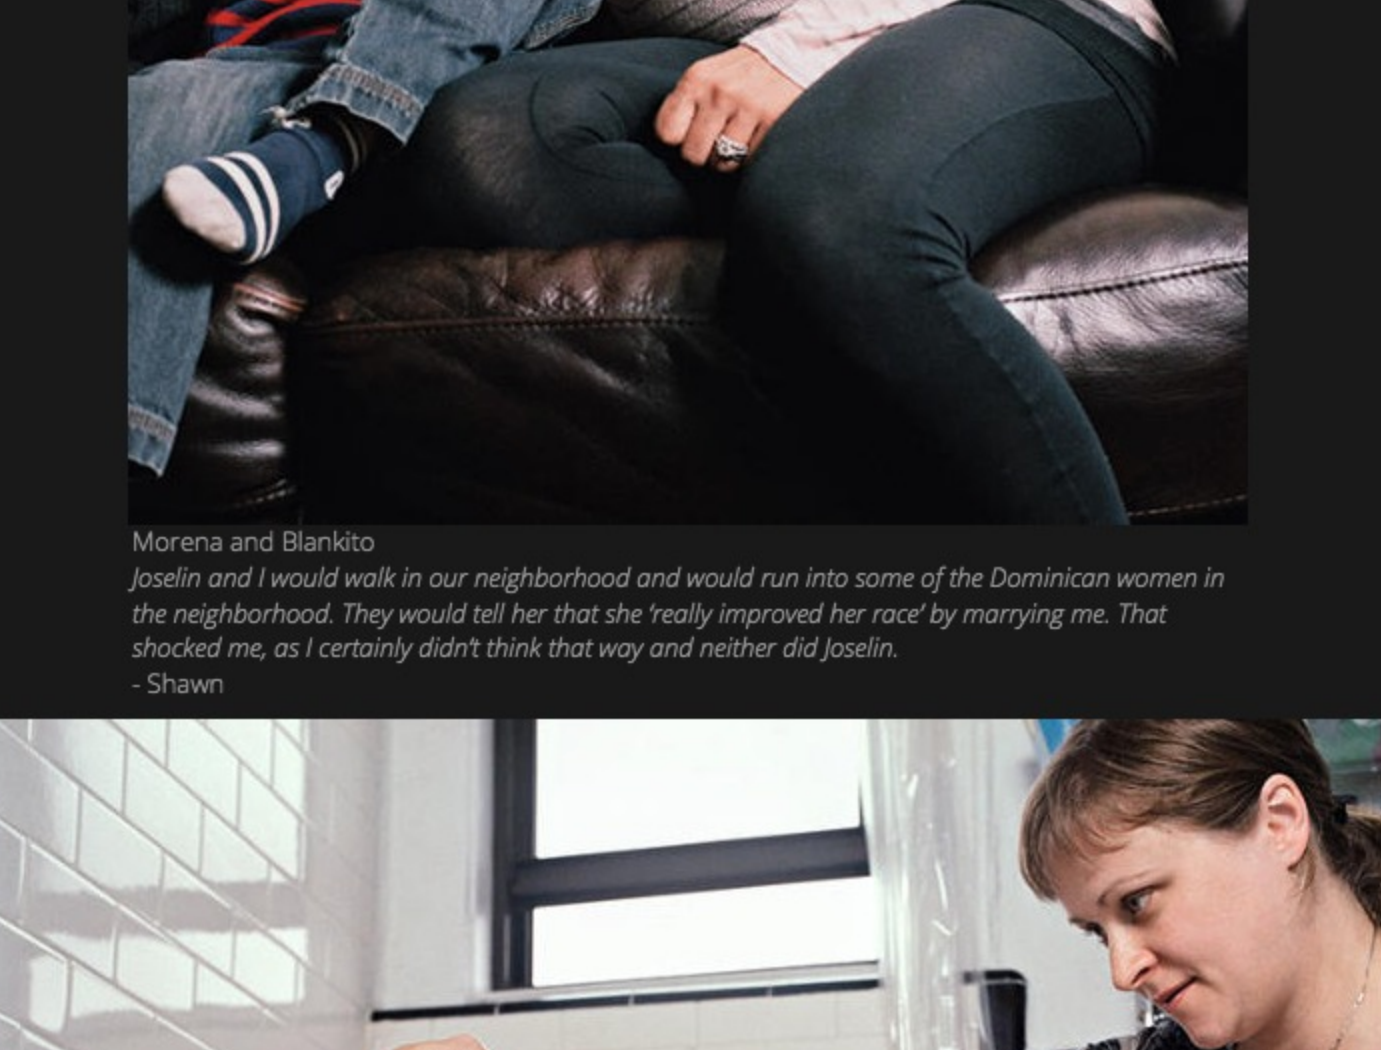 Morena and Blankito
Joselin and I would walk in our neighborhood and would run into some of the Dominican women in
the neighborhood. They would tell her that she ‘really improved her race’ by marrying me. That
shocked me, as I certainly didn’t think that way and neither did Joselin.
- Shawn